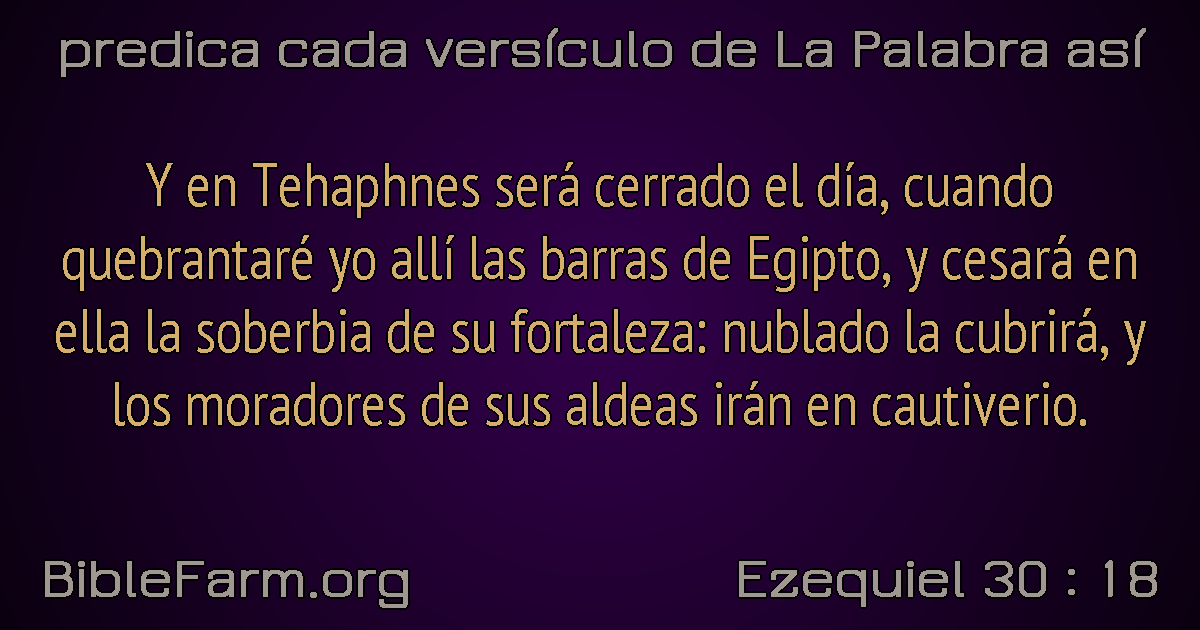 predica cada versículo de La Palabra así
Y en Tehaphnes será cerrado el día, cuando
quebrantaré yo allí las barras de Egipto, y cesará en
ella la soberbia de su fortaleza: nublado la cubrirá, y
los moradores de sus aldeas irán en cautiverio.
BibleFarm.org
Ezequiel 30 : 18